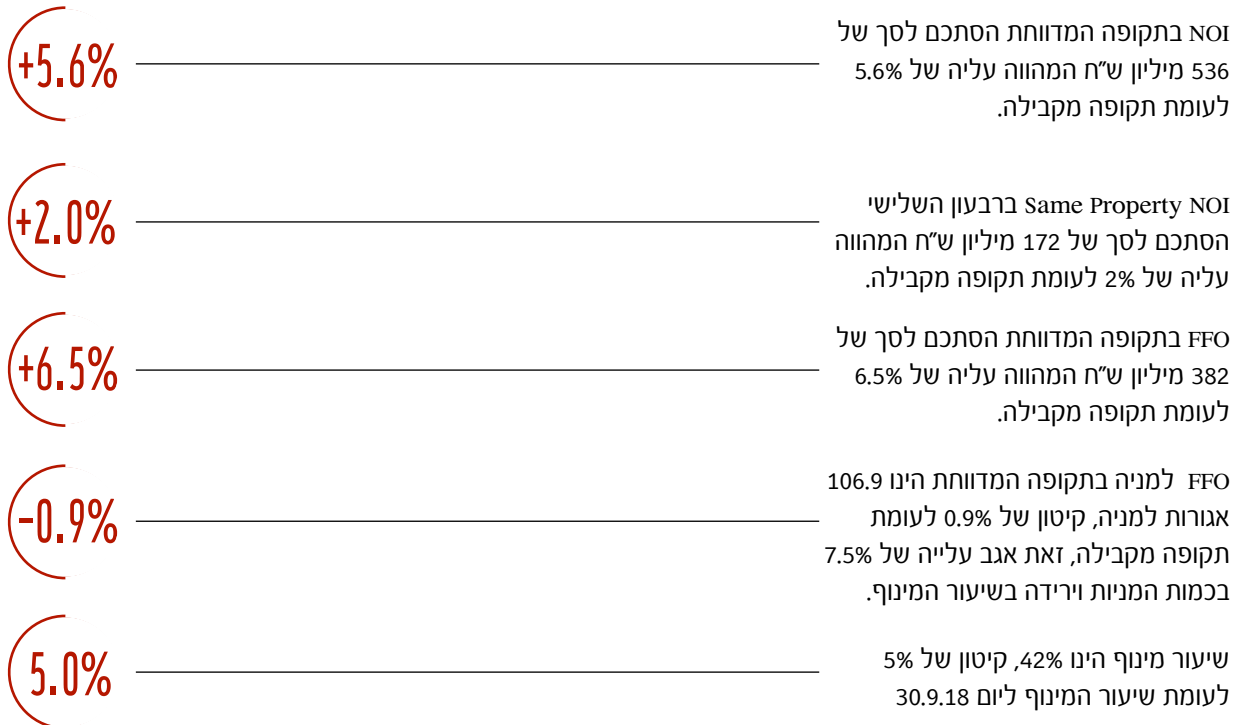 NOI בתקופה המדווחת הסתכם לסך של
536 מיליון ש״ח המהווה עליה של 5.6%
לעומת תקופה מקבילה.
+5.6%
Same Property NOI ברבעון השלישי
הסתכם לסך של 172 מיליון ש״ח המהווה
עליה של 2% לעומת תקופה מקבילה.
+2.0%
FFO בתקופה המדווחת הסתכם לסך של
382 מיליון ש״ח המהווה עליה של 6.5%
לעומת תקופה מקבילה.
+6.5%
FFO למניה בתקופה המדווחת הינו 106.9
אגורות למניה, קיטון של 0.9% לעומת
תקופה מקבילה, זאת אגב עלייה של 7.5%
בכמות המניות וירידה בשיעור המינוף.
-0.9%
שיעור מינוף הינו 42%, קיטון של 5%
לעומת שיעור המינוף ליום 30.9.18
5.0%